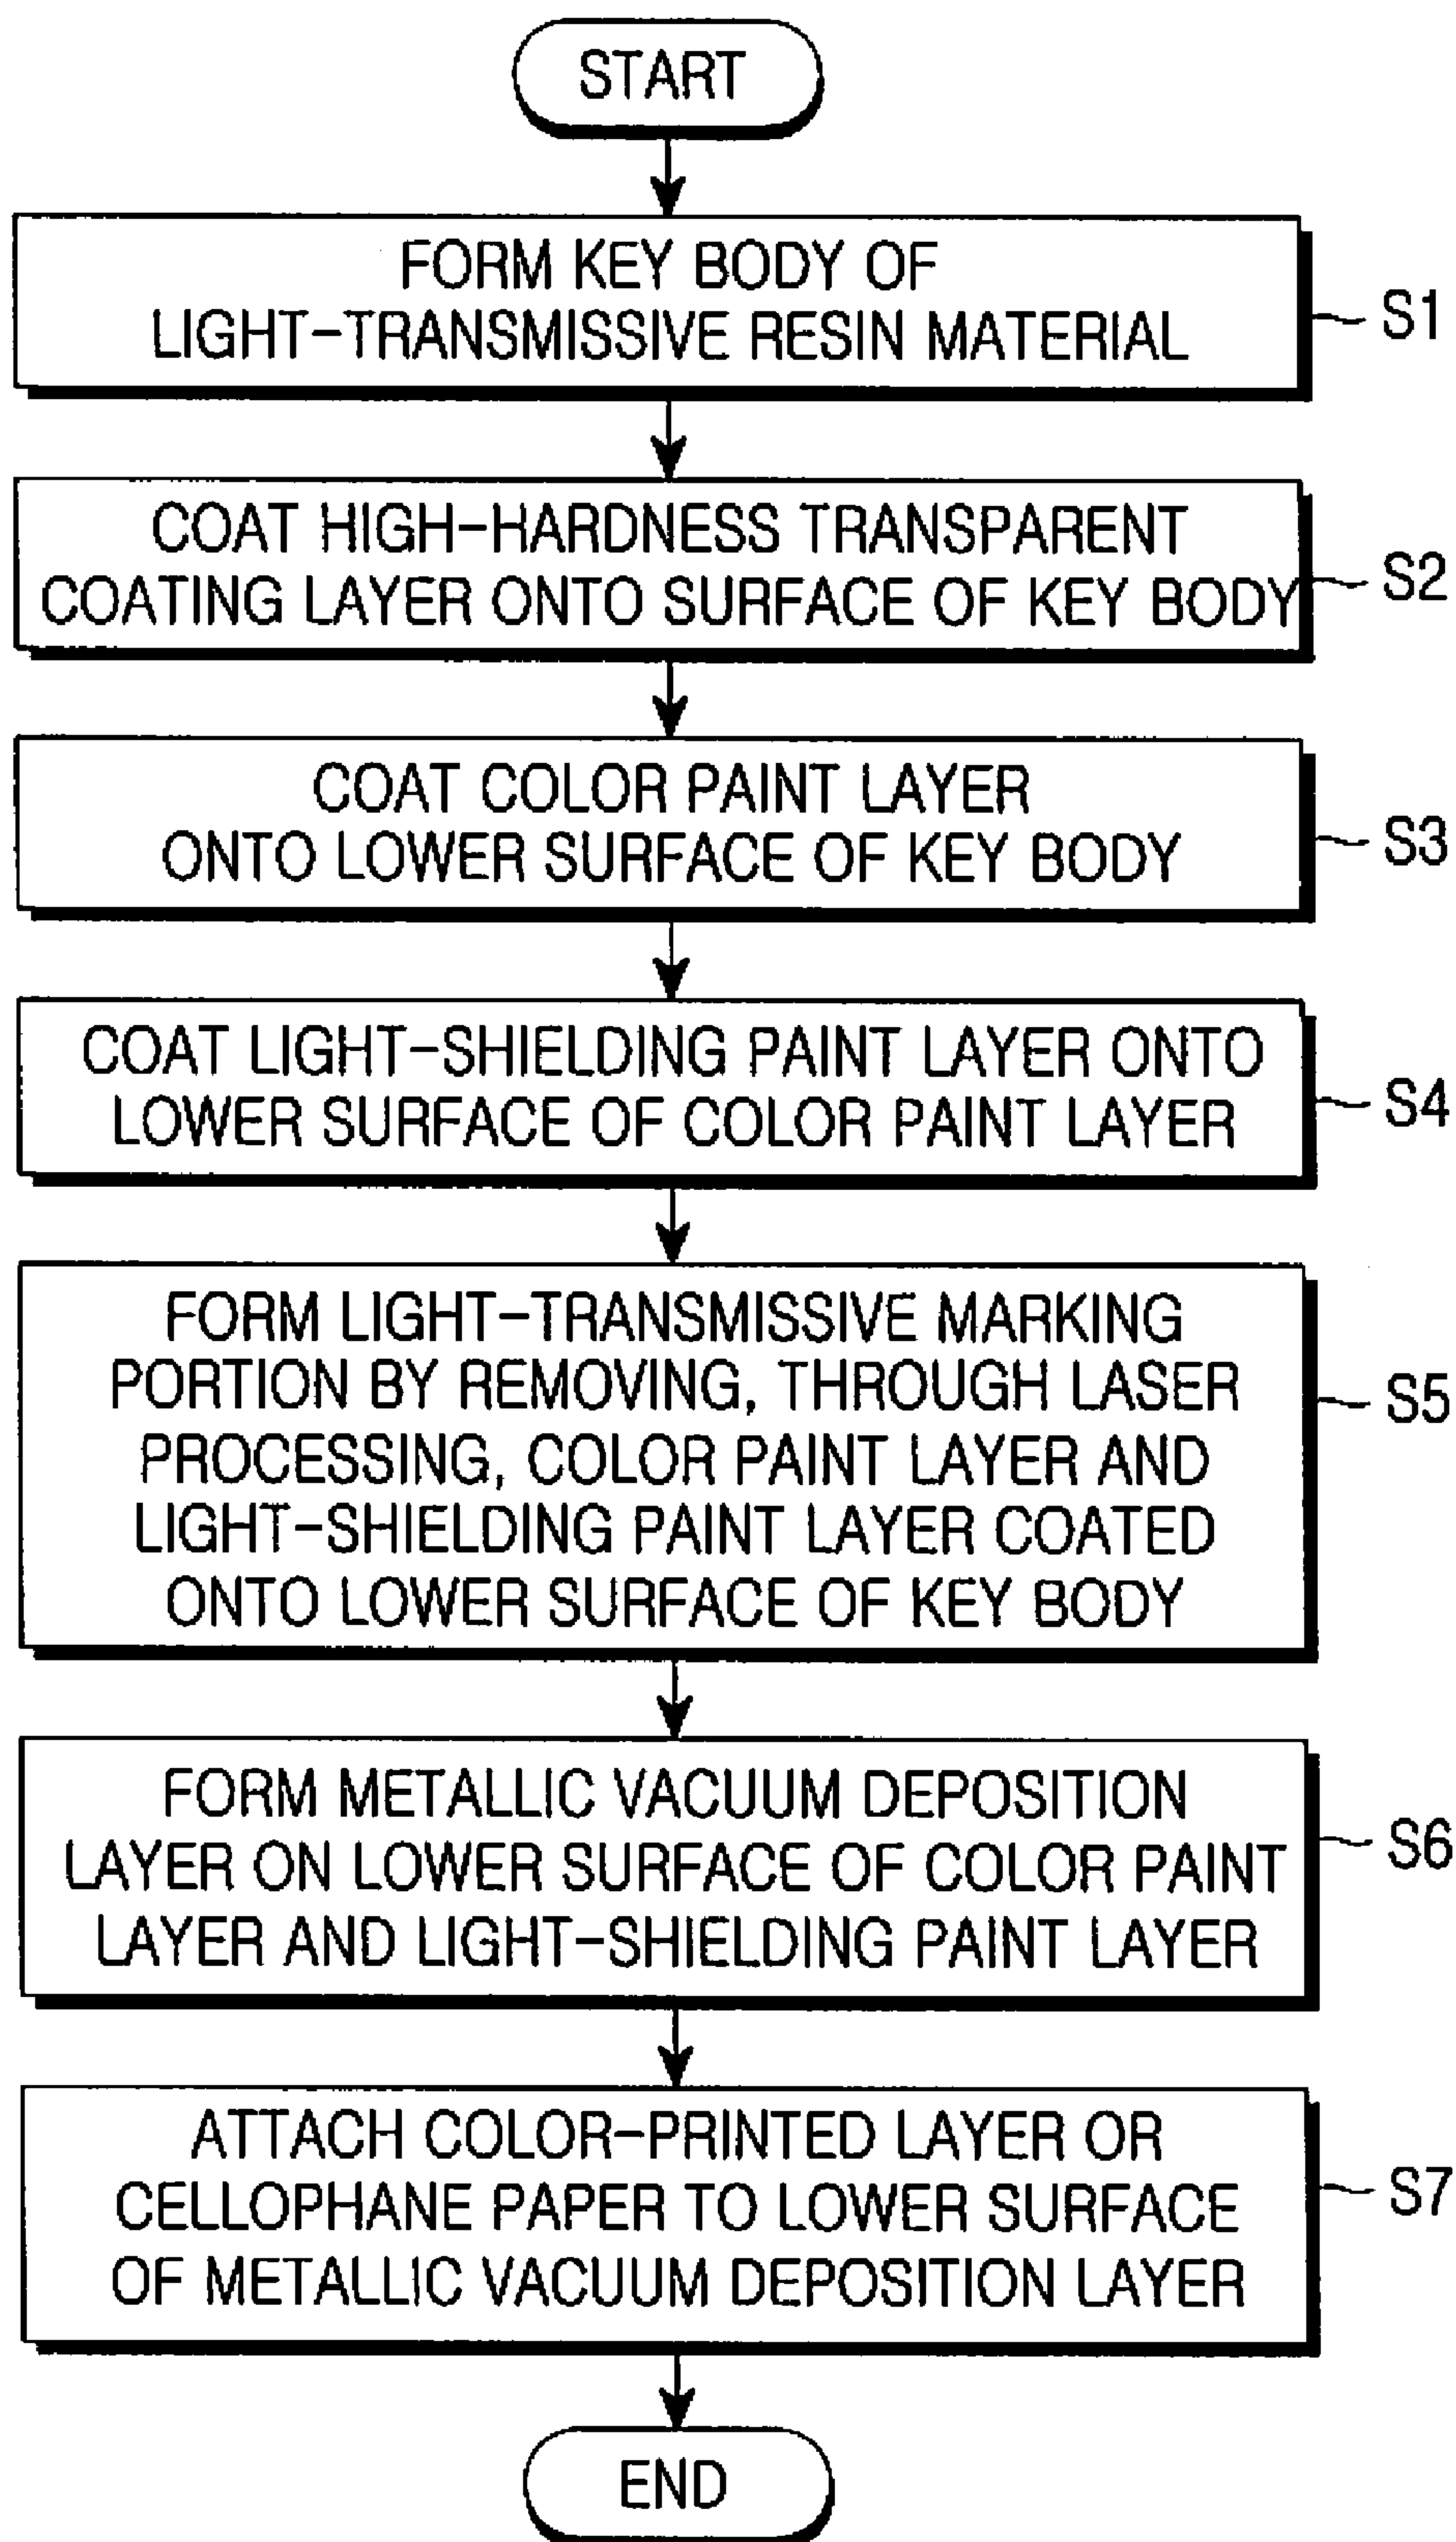 START
FORM KEY BODY OF
LIGHT-TRANSMISSIVE RESIN MATERIAL
S1
COAT HIGH-HARDNESS TRANSPARENT
COATING LAYER ONTO SURFACE OF KEY BODY
S2
COAT COLOR PAINT LAYER
ONTO LOWER SURFACE OF KEY BODY
S3
COAT LIGHT-SHIELDING PAINT LAYER ONTO
LOWER SURFACE OF COLOR PAINT LAYER
S4
FORM LIGHT-TRANSMISSIVE MARKING
PORTION BY REMOVING, THROUGH LASER
PROCESSING, COLOR PAINT LAYER AND
LIGHT-SHIELDING PAINT LAYER COATED
ONTO LOWER SURFACE OF KEY BODY
S5
FORM METALLIC VACUUM DEPOSITION
LAYER ON LOWER SURFACE OF COLOR PAINT
LAYER AND LIGHT-SHIELDING PAINT LAYER
S6
ATTACH COLOR-PRINTED LAYER OR
CELLOPHANE PAPER TO LOWER SURFACE
OF METALLIC VACUUM DEPOSITION LAYER
S7
END